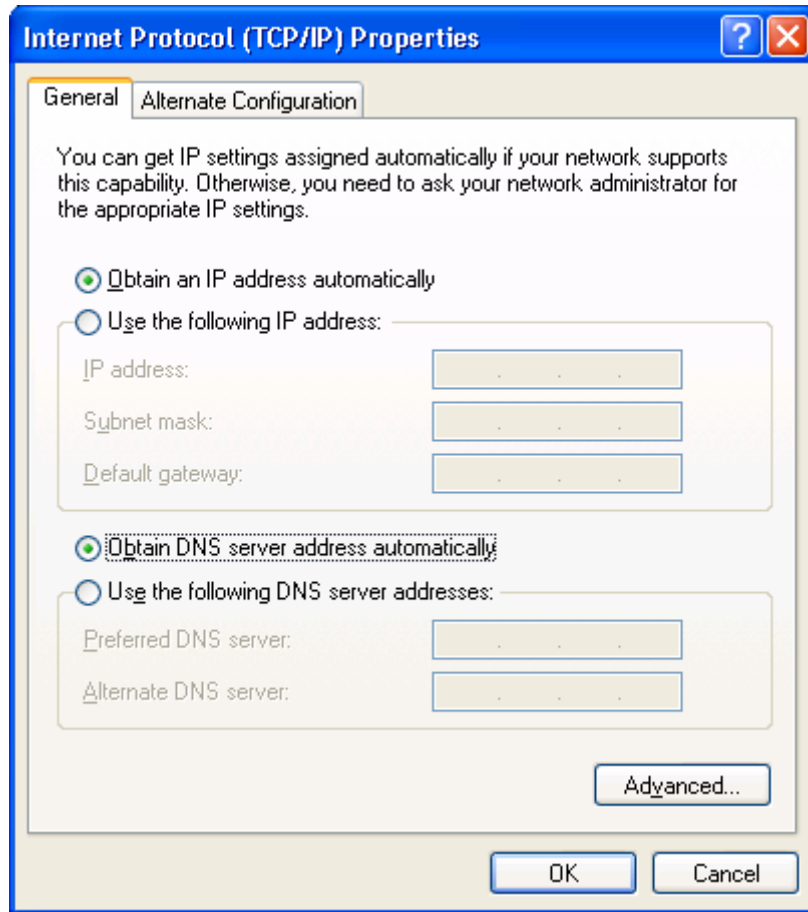 Internet Protocol (TCP/IP) Properties
General
Alternate Configuration
You can get IP settings assigned automatically if your network supports
this capability. Otherwise, you need to ask your network administrator for
the appropriate IP settings.
Obtain an IP address automatically
Use the following IP address:
IP address:
Subnet mask:
Default gateway:
Obtain DNS server address automatically
Use the following DNS server addresses:
Preferred DNS server:
Alternate DNS server:
Advanced...
OK
Cancel